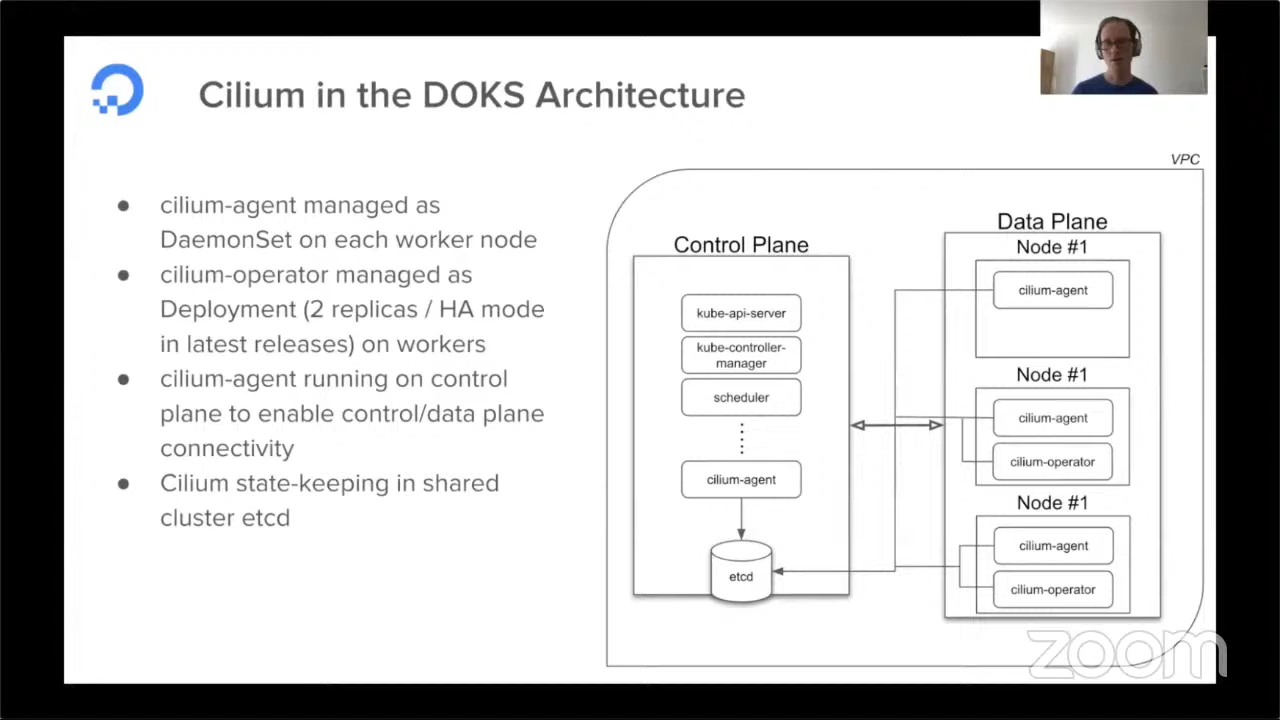 Cilium in the DOKS Architecture
● cilium-agent managed as
DaemonSet on each worker node
● cilium-operator managed as
Deployment (2 replicas / HA mode
in latest releases) on workers
● cilium-agent running on control
plane to enable control/data plane
connectivity
● Cilium state-keeping in shared
cluster etcd
VPC
Control Plane
kube-api-server
kube-controller-
manager
scheduler
cilium-agent
etcd
Data Plane
Node #1
cilium-agent
Node #1
cilium-agent
cilium-operator
Node #1
cilium-agent
cilium-operator
zoom